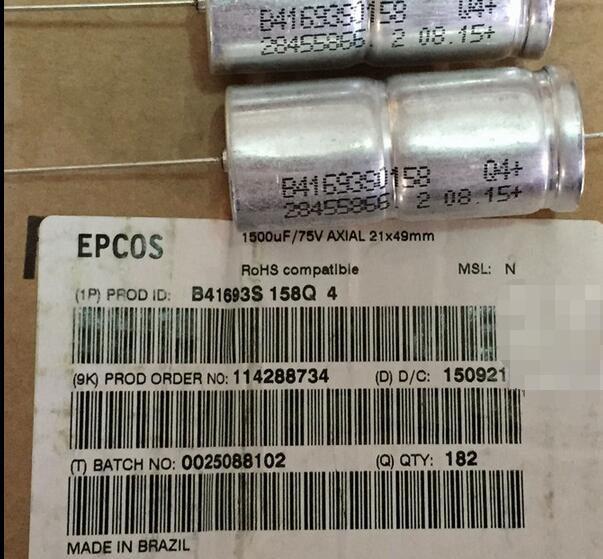 B41693S0158 Q4+
28455866 2 08.15+
B41693S0158 Q4+
28455866 2 08.15+
EPCOS
1500uF/75V AXIAL 21x49mm
RoHS compatible MSL: N
(1P) PROD ID: B41693S 158Q 4
(9K) PROD ORDER NO: 114288734 (D) D/C: 150921
(T) BATCH NO: 0025088102 (Q) QTY: 182
MADE IN BRAZIL